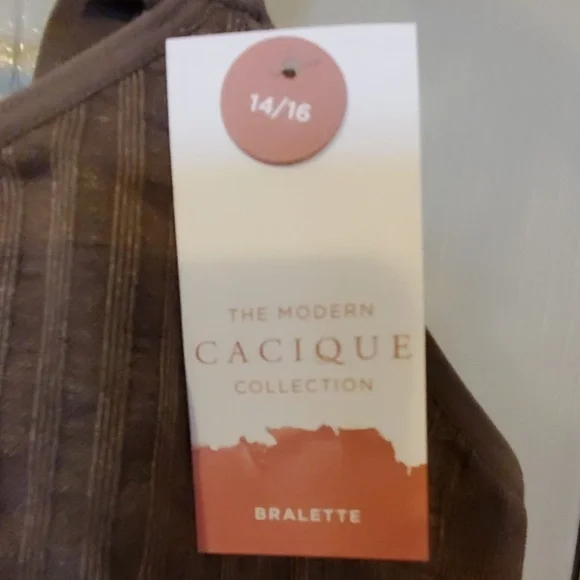 14/16
THE MODERN
CACIQUE
COLLECTION
BRALETTE